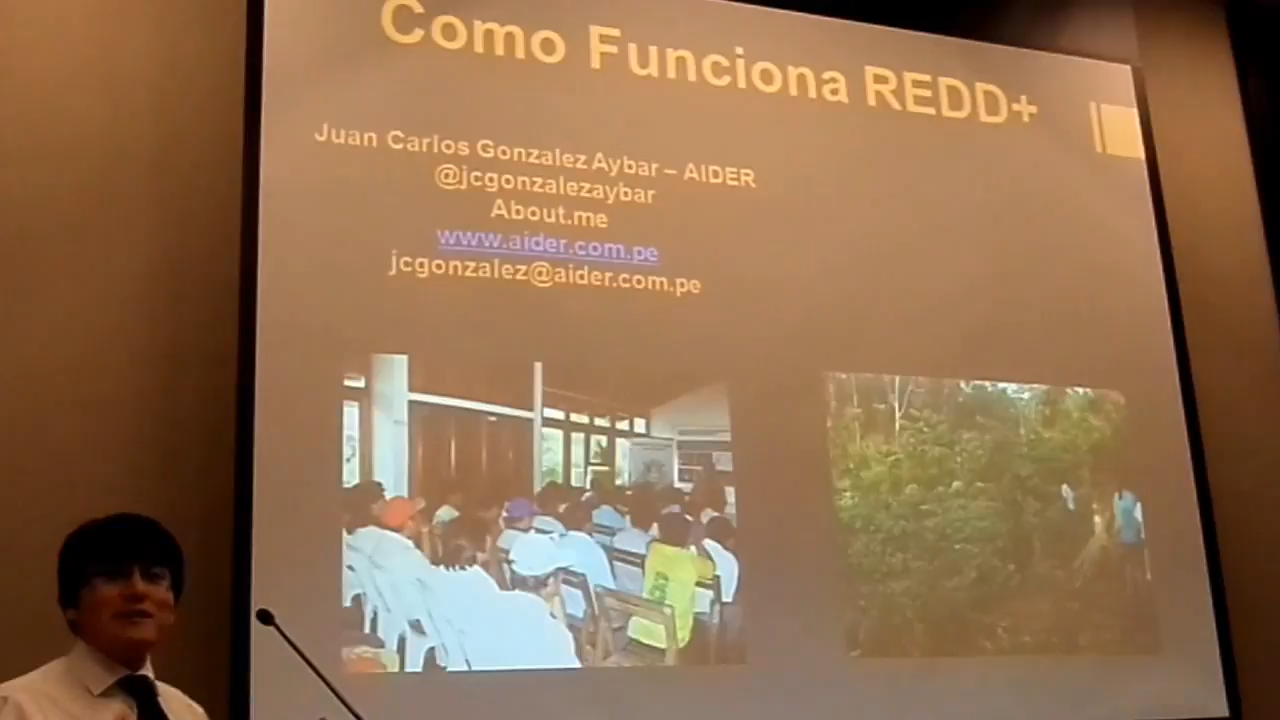 Como Funciona REDD+
Juan Carlos Gonzalez Aybar – AIDER
@jcgonzalezaybar
About.me
www.aider.com.pe
jcgonzalez@aider.com.pe